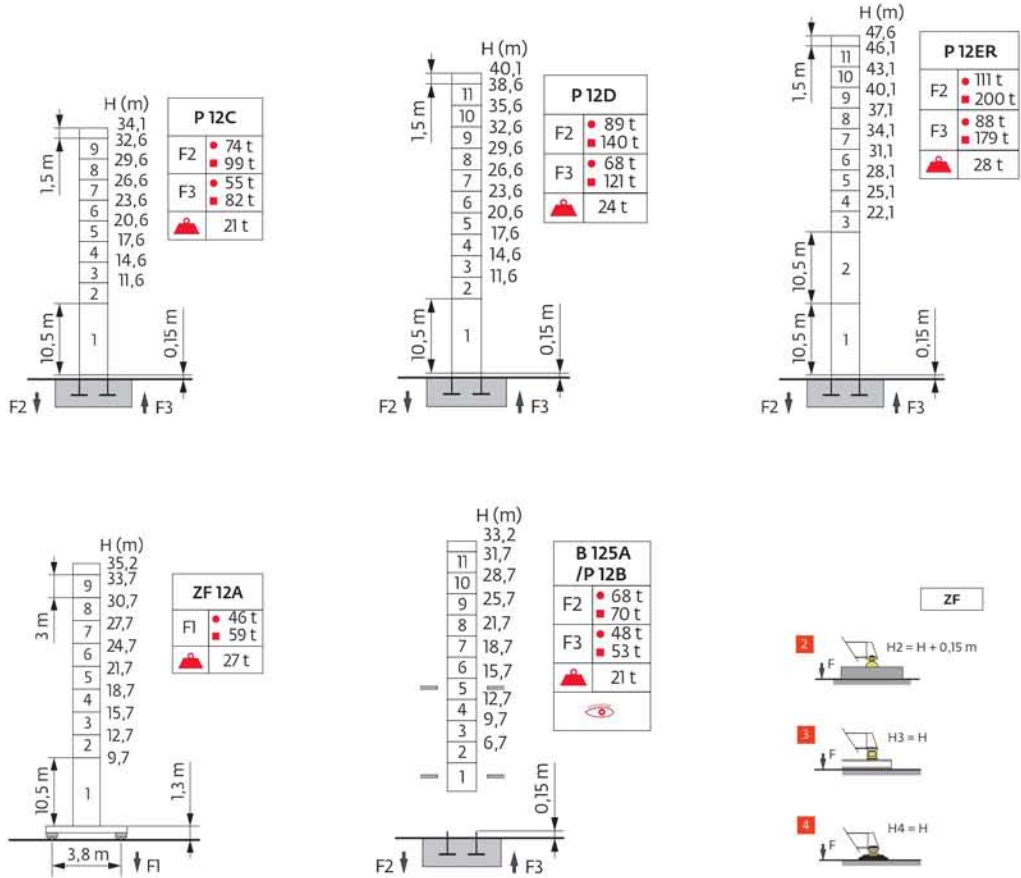 H (m)
34,1
32,6
29,6
26,6
23,6
20,6
17,6
14,6
11,6
9
8
7
6
5
4
3
2
1
1,5 m
10,5 m
0,15 m
F2
F3
P 12C
F2 74 t
99 t
F3 55 t
82 t
21 t
H (m)
40,1
38,6
35,6
32,6
29,6
26,6
23,6
20,6
17,6
14,6
11,6
11
10
9
8
7
6
5
4
3
2
1
1,5 m
10,5 m
0,15 m
F2
F3
P 12D
F2 89 t
140 t
F3 68 t
121 t
24 t
H (m)
47,6
46,1
43,1
40,1
37,1
34,1
31,1
28,1
25,1
22,1
11
10
9
8
7
6
5
4
3
2
1
1,5 m
10,5 m
10,5 m
0,15 m
F2
F3
P 12ER
F2 111 t
200 t
F3 88 t
179 t
28 t
H (m)
35,2
33,7
30,7
27,7
24,7
21,7
18,7
15,7
12,7
9,7
9
8
7
6
5
4
3
2
1
3 m
10,5 m
1,3 m
3,8 m
F1
ZF 12A
F1 46 t
59 t
27 t
H (m)
33,2
31,7
28,7
25,7
21,7
18,7
15,7
12,7
9,7
6,7
11
10
9
8
7
6
5
4
3
2
1
0,15 m
F2
F3
B 125A
/P 12B
F2 68 t
70 t
F3 48 t
53 t
21 t
ZF
2 F H2 = H + 0,15 m
3 F H3 = H
4 F H4 = H